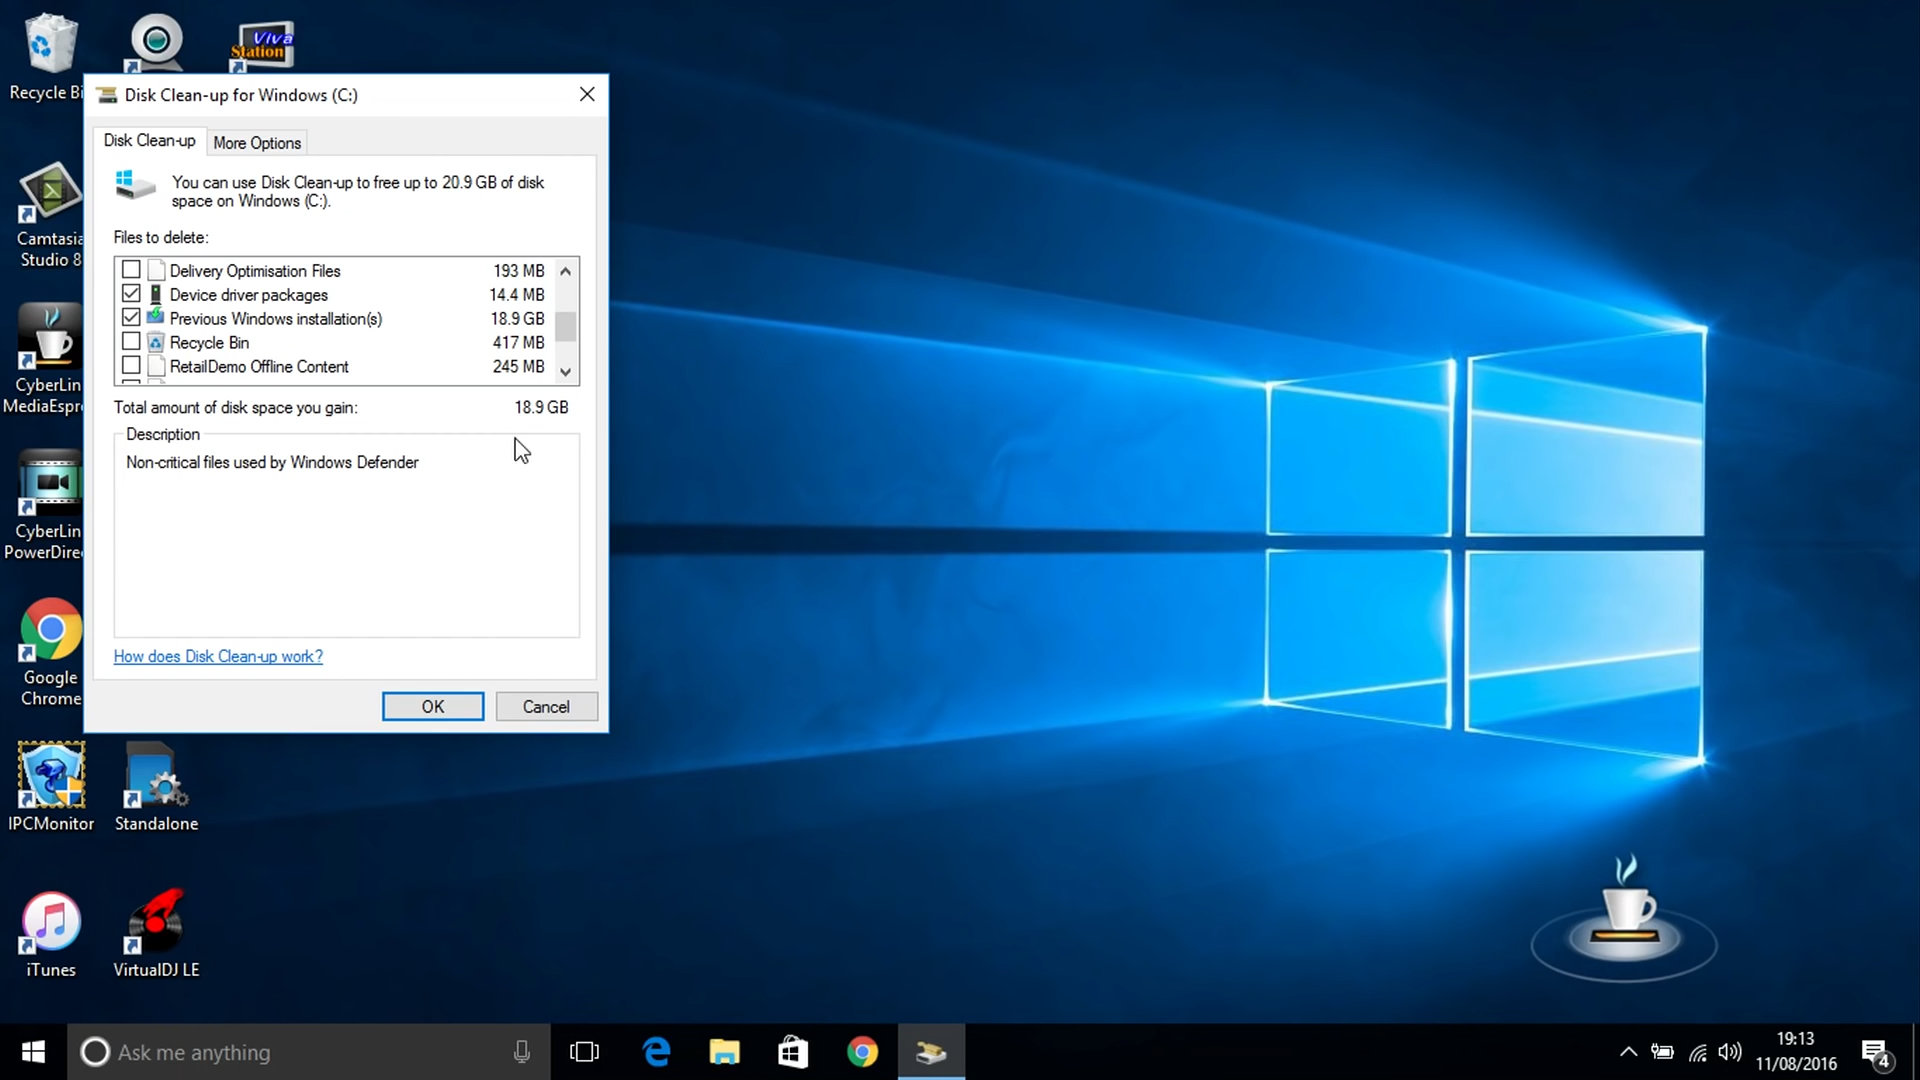 Recycle Bi
Viva
Station
Disk Clean-up for Windows (C:)
Disk Clean-up
More Options
You can use Disk Clean-up to free up to 20.9 GB of disk
space on Windows (C:).
Files to delete:
Delivery Optimisation Files 193 MB
Device driver packages 14.4 MB
Previous Windows installation(s) 18.9 GB
Recycle Bin 417 MB
RetailDemo Offline Content 245 MB
Total amount of disk space you gain: 18.9 GB
Description
Non-critical files used by Windows Defender
How does Disk Clean-up work?
OK
Cancel
Camtasia
Studio 8
CyberLin
MediaEspr
CyberLin
PowerDire
Google
Chrome
IPCMonitor
Standalone
iTunes
VirtualDJ LE
Ask me anything
19:13
11/08/2016
4